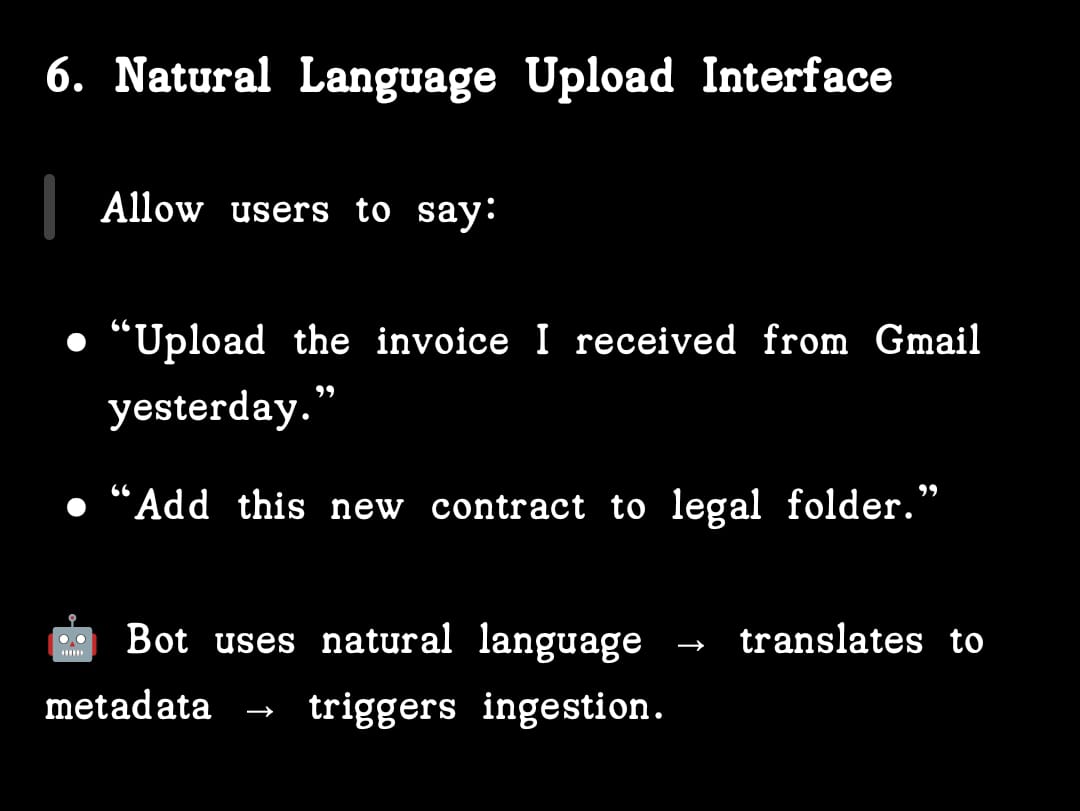 6. Natural Language Upload Interface
Allow users to say:
● “Upload the invoice I received from Gmail
yesterday.”
● “Add this new contract to legal folder.”
🤖 Bot uses natural language → translates to
metadata → triggers ingestion.